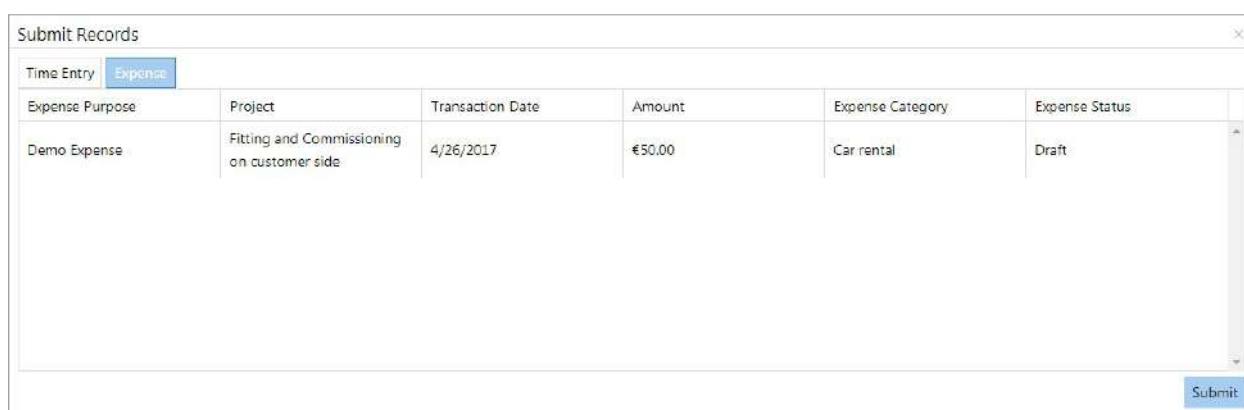 Submit Records
Time Entry Expense
Expense Purpose Project Transaction Date Amount Expense Category Expense Status
Demo Expense Fitting and Commissioning on customer side 4/26/2017 €50.00 Car rental Draft
Submit